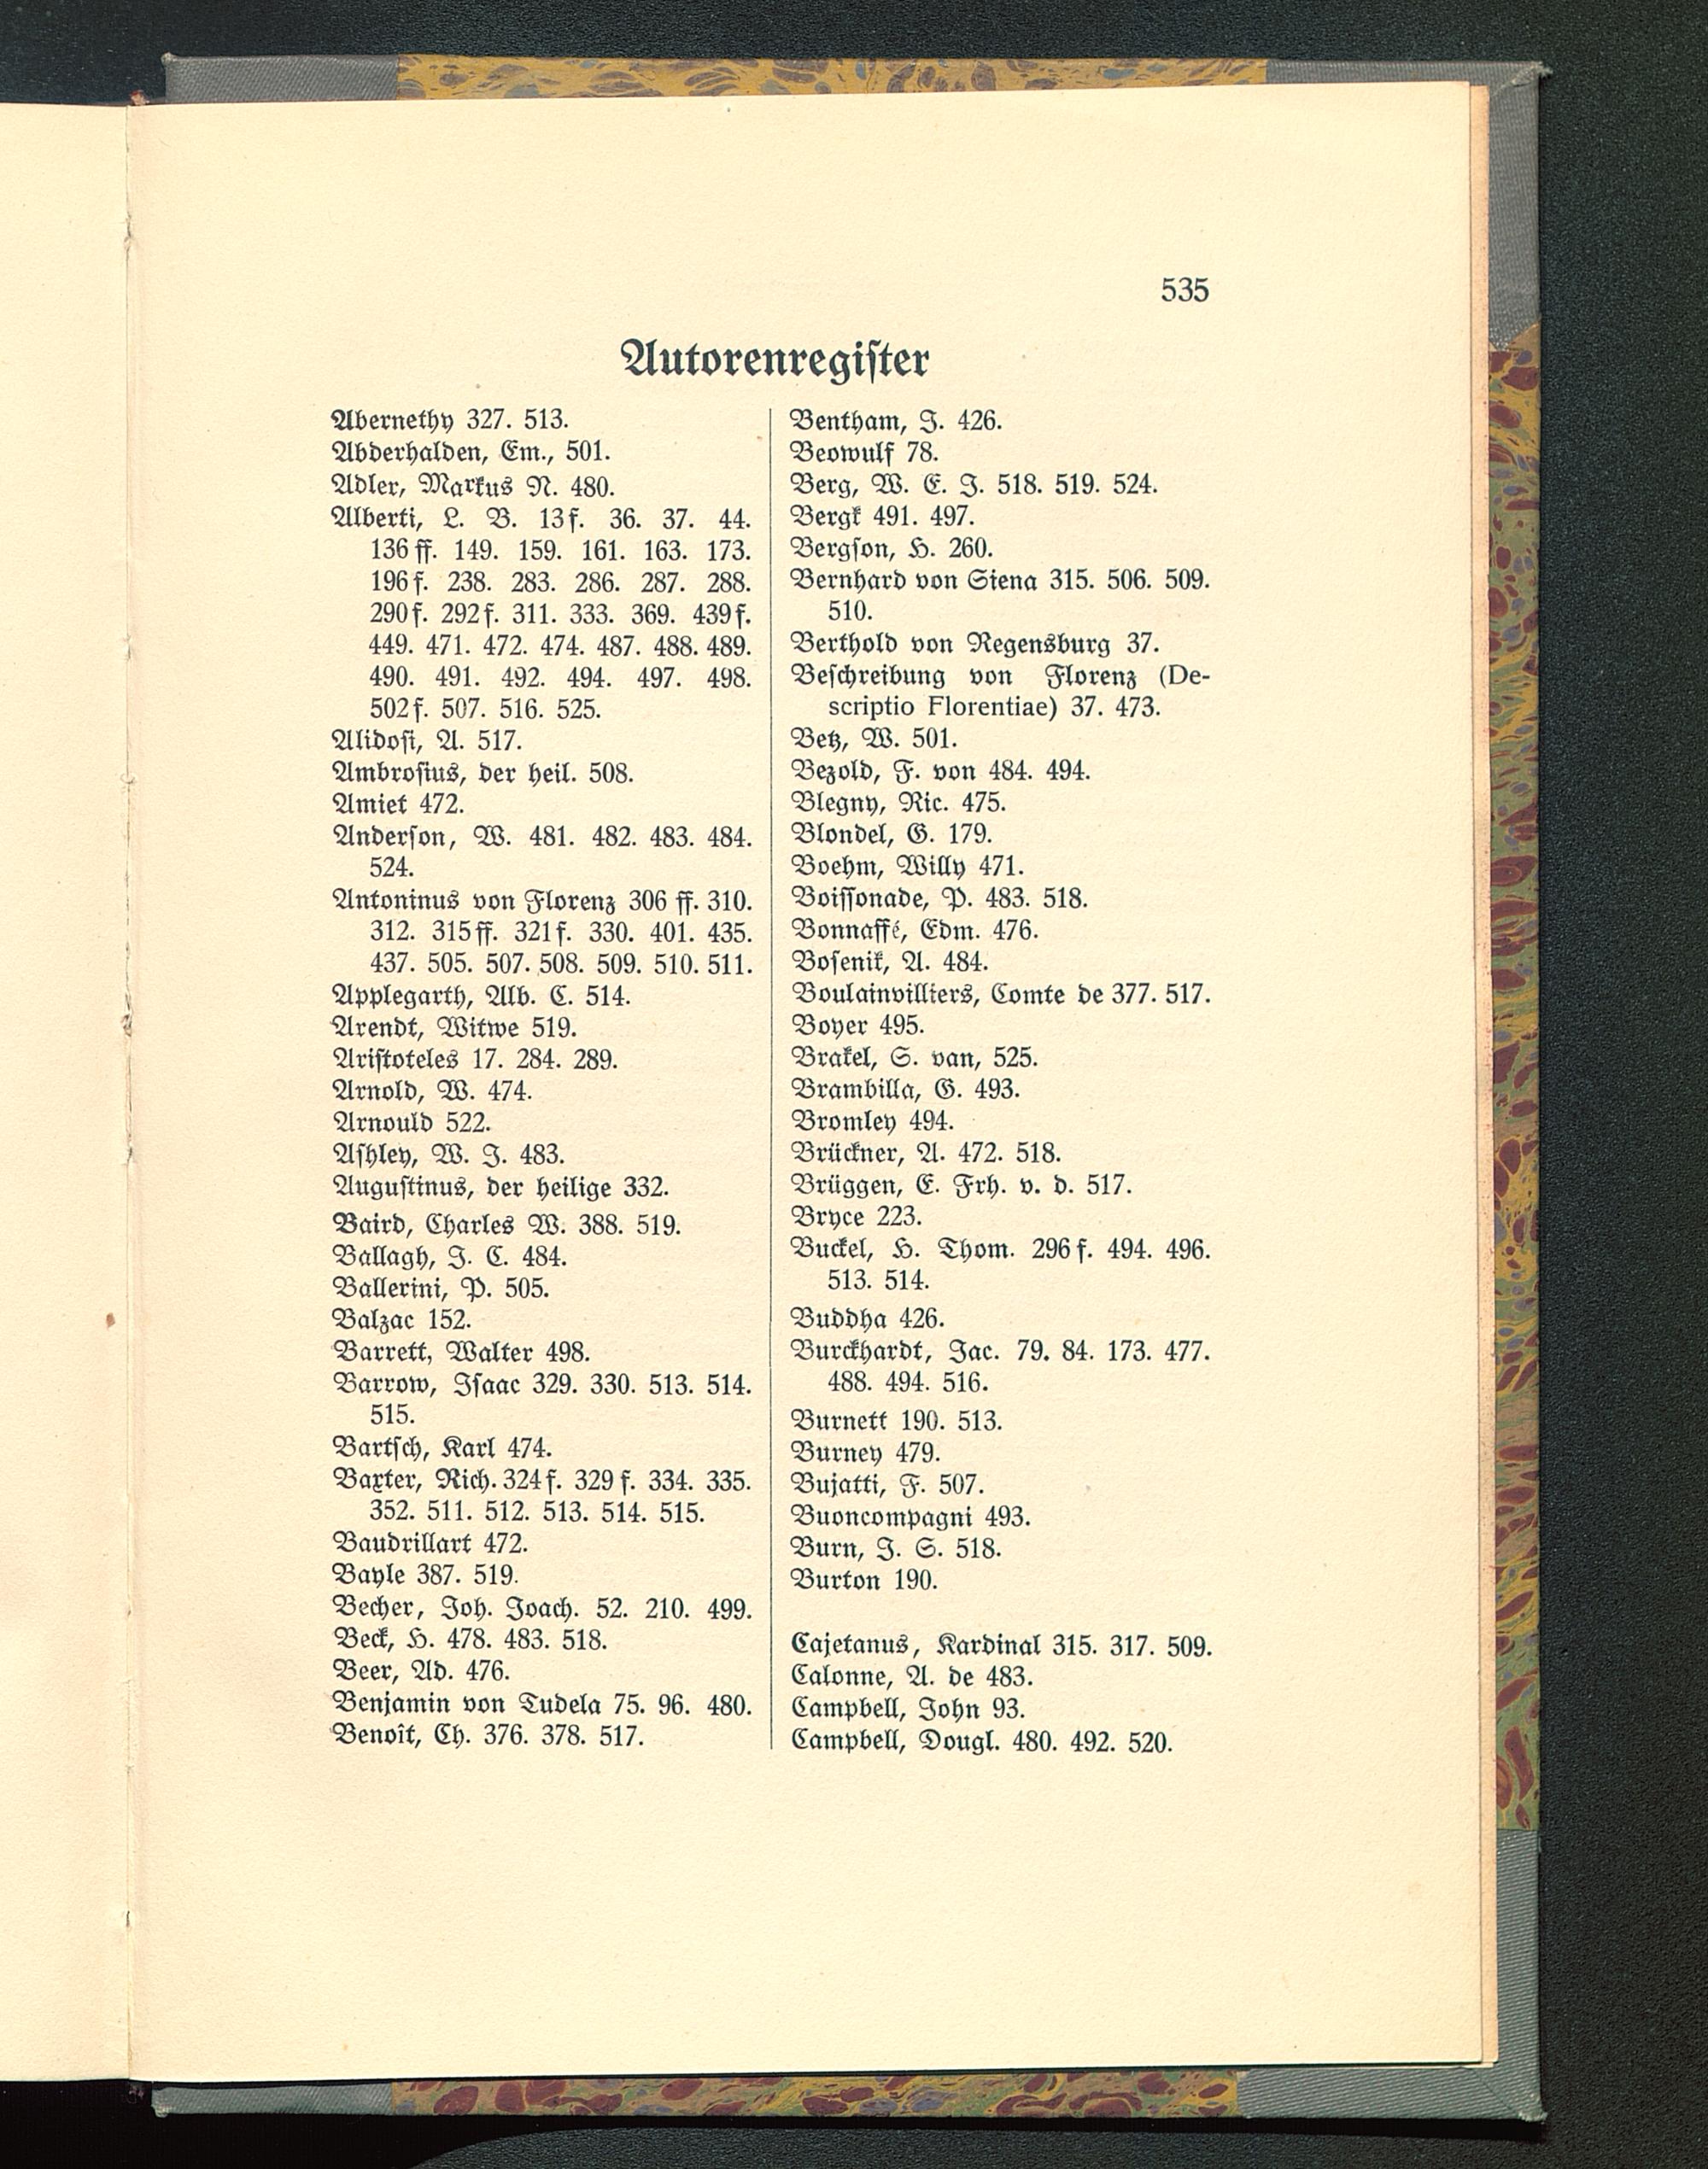 535
Autorenregister
Abernethy 327. 513.
Abderhalden, Em., 501.
Adler, Markus N. 480.
Alberti, L. B. 13f. 36. 37. 44.
136 ff. 149. 159. 161. 163. 173.
196f. 238. 283. 286. 287. 288.
290f. 292f. 311. 333. 369. 439f.
449. 471. 472. 474. 487. 488. 489.
490. 491. 492. 494. 497. 498.
502f. 507. 516. 525.
Alidosi, A. 517.
Ambrosius, der heil. 508.
Amiet 472.
Anderson, W. 481. 482. 483. 484.
524.
Antoninus von Florenz 306 ff. 310.
312. 315ff. 321f. 330. 401. 435.
437. 505. 507. 508. 509. 510. 511.
Applegarth, Alb. C. 514.
Arendt, Witwe 519.
Aristoteles 17. 284. 289.
Arnold, W. 474.
Arnould 522.
Ashley, W. J. 483.
Augustinus, der heilige 332.
Baird, Charles W. 388. 519.
Ballagh, J. C. 484.
Ballerini, P. 505.
Balzac 152.
Barrett, Walter 498.
Barrow, Isaac 329. 330. 513. 514.
515.
Bartsch, Karl 474.
Baxter, Rich. 324f. 329f. 334. 335.
352. 511. 512. 513. 514. 515.
Baudrillart 472.
Bayle 387. 519.
Becher, Joh. Joach. 52. 210. 499.
Beck, H. 478. 483. 518.
Beer, Ad. 476.
Benjamin von Tudela 75. 96. 480.
Benoît, Ch. 376. 378. 517.
Bentham, J. 426.
Beowulf 78.
Berg, W. E. J. 518. 519. 524.
Bergk 491. 497.
Bergson, H. 260.
Bernhard von Siena 315. 506. 509.
510.
Berthold von Regensburg 37.
Beschreibung von Florenz (De-
scriptio Florentiae) 37. 473.
Betz, W. 501.
Bezold, F. von 484. 494.
Blegny, Nic. 475.
Blondel, G. 179.
Boehm, Willy 471.
Boissonade, P. 483. 518.
Bonnaffé, Edm. 476.
Bosenik, A. 484.
Boulainvilliers, Comte de 377. 517.
Boyer 495.
Brakel, S. van, 525.
Brambilla, G. 493.
Bromley 494.
Brückner, A. 472. 518.
Brüggen, E. Frh. v. d. 517.
Bryce 223.
Buckel, H. Thom. 296f. 494. 496.
513. 514.
Buddha 426.
Burckhardt, Jac. 79. 84. 173. 477.
488. 494. 516.
Burnett 190. 513.
Burney 479.
Bujatti, F. 507.
Buoncompagni 493.
Burn, J. S. 518.
Burton 190.
Cajetanus, Kardinal 315. 317. 509.
Calonne, A. de 483.
Campbell, John 93.
Campbell, Dougl. 480. 492. 520.